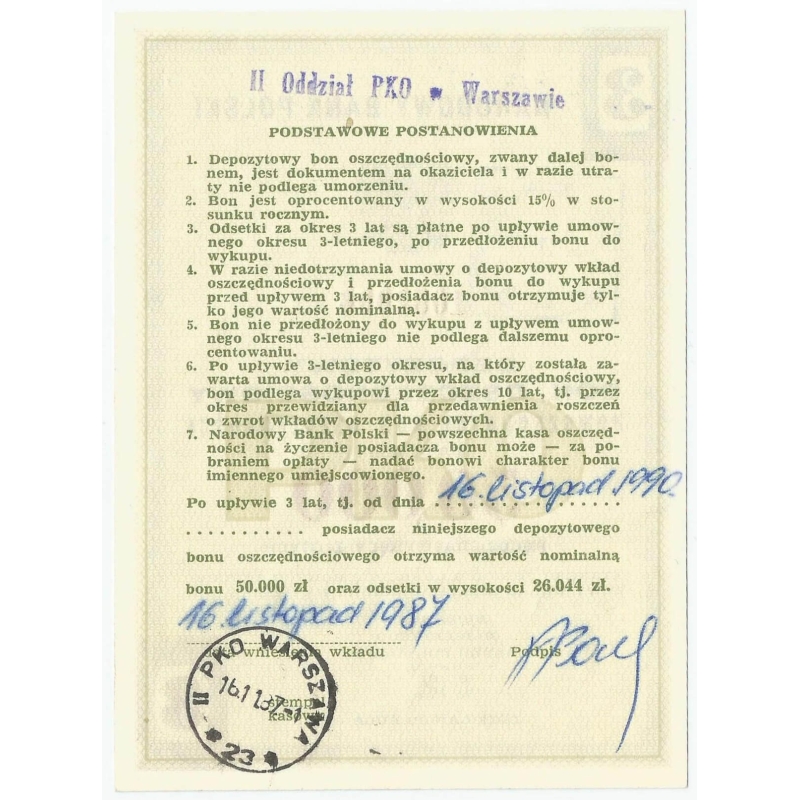 II Oddział PKO w Warszawie
PODSTAWOWE POSTANOWIENIA
1. Depozytowy bon oszczędnościowy, zwany dalej bo-
nem, jest dokumentem na okaziciela i w razie utra-
ty nie podlega umorzeniu.
2. Bon jest oprocentowany w wysokości 15% w sto-
sunku rocznym.
3. Odsetki za okres 3 lat są płatne po upływie umow-
nego okresu 3-letniego, po przedłożeniu bonu do
wykupu.
4. W razie niedotrzymania umowy o depozytowy wkład
oszczędnościowy i przedłożenia bonu do wykupu
przed upływem 3 lat, posiadacz bonu otrzymuje tyl-
ko jego wartość nominalną.
5. Bon nie przedłożony do wykupu z upływem umow-
nego okresu 3-letniego nie podlega dalszemu opro-
centowaniu.
6. Po upływie 3-letniego okresu, na który została za-
warta umowa o depozytowy wkład oszczędnościowy,
bon podlega wykupowi przez okres 10 lat, tj. przez
okres przewidziany dla przedawnienia roszczeń
o zwrot wkładów oszczędnościowych.
7. Narodowy Bank Polski — powszechna kasa oszczęd-
ności na życzenie posiadacza bonu może — za po-
braniem opłaty — nadać bonowi charakter bonu
imiennego umiejscowionego.
Po upływie 3 lat, tj. od dnia 16.listopad 1990.
........... posiadacz niniejszego depozytowego
bonu oszczędnościowego otrzyma wartość nominalną
bonu 50.000 zł oraz odsetki w wysokości 26.044 zł.
16.listopad 1987
data wniesienia wkładu Podpis
II PKO WARSZAWA
stempel
kasowy
23